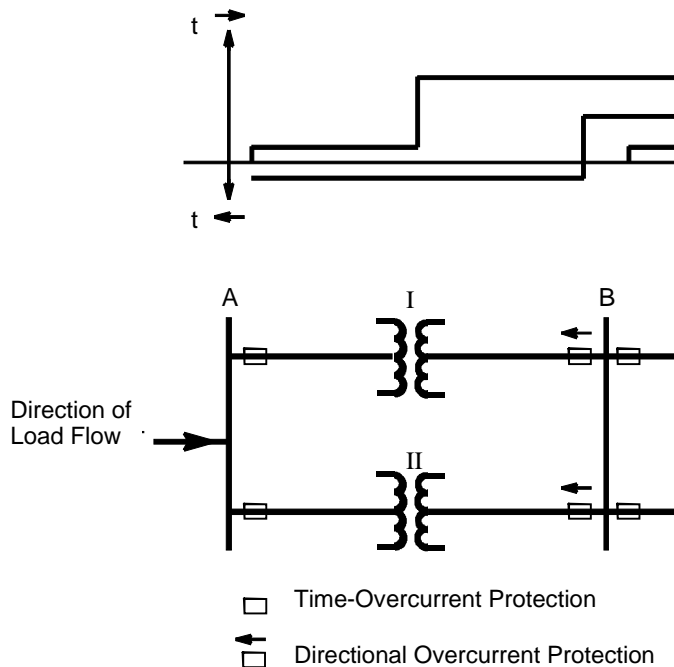 t
t
A
I
B
Direction of
Load Flow
II
Time-Overcurrent Protection
Directional Overcurrent Protection